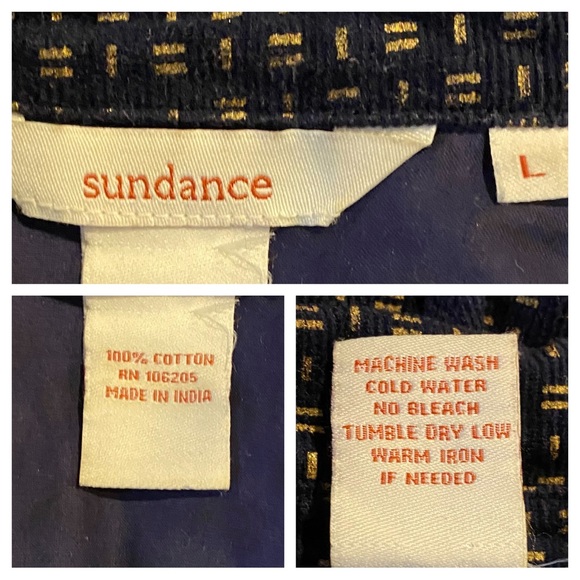 sundance
L
100% COTTON
RN 106205
MADE IN INDIA
MACHINE WASH
COLD WATER
NO BLEACH
TUMBLE DRY LOW
WARM IRON
IF NEEDED